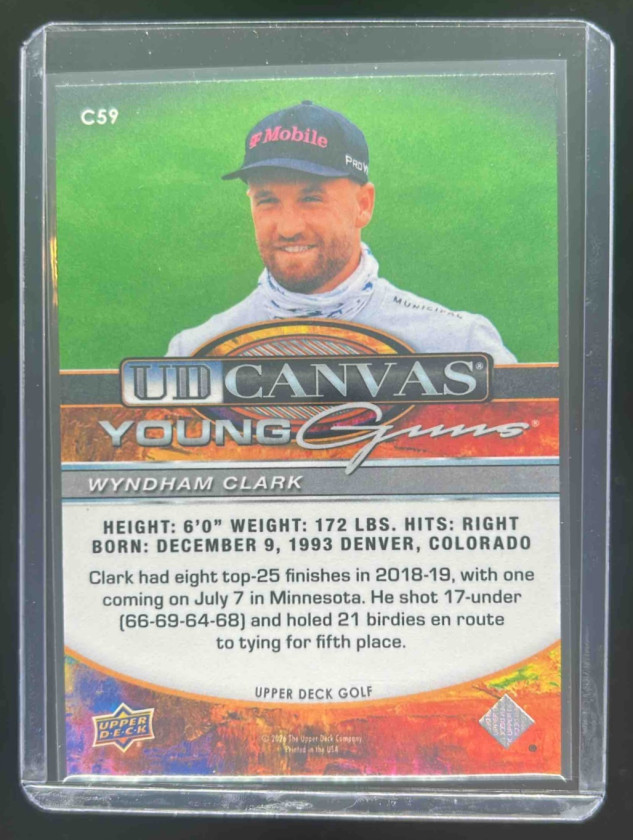 C59
Mobile
MUNICIPAL
UD CANVAS®
YOUNG Guns®
WYNDHAM CLARK
HEIGHT: 6'0" WEIGHT: 172 LBS. HITS: RIGHT
BORN: DECEMBER 9, 1993 DENVER, COLORADO
Clark had eight top-25 finishes in 2018-19, with one
coming on July 7 in Minnesota. He shot 17-under
(66-69-64-68) and holed 21 birdies en route
to tying for fifth place.
UPPER DECK GOLF
UPPER
DECK
The Upper Deck Company
Printed in the USA